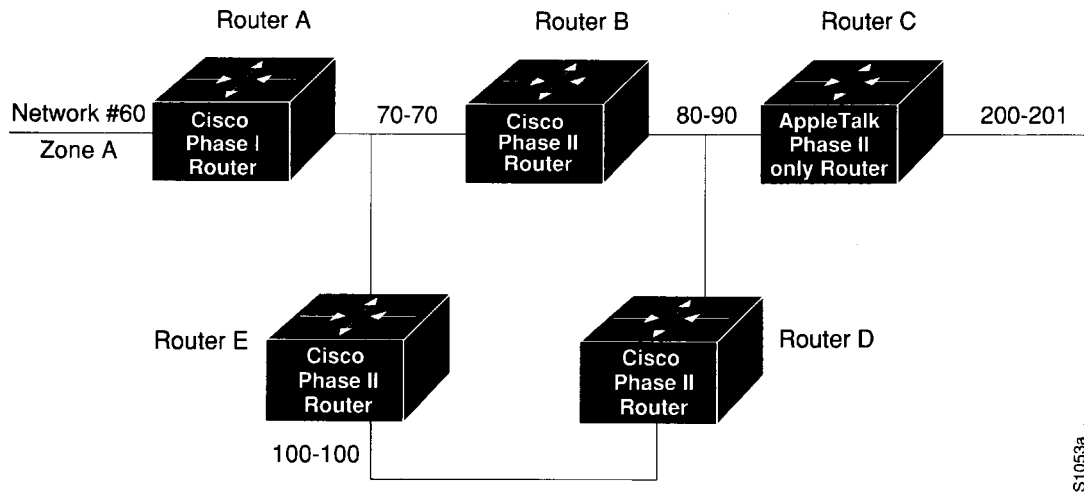 Router A
Router B
Router C
Network #60
Zone A
Cisco
Phase I
Router
70-70
Cisco
Phase II
Router
80-90
AppleTalk
Phase II
only Router
200-201
Router E
Cisco
Phase II
Router
Cisco
Phase II
Router
Router D
100-100
S1053a